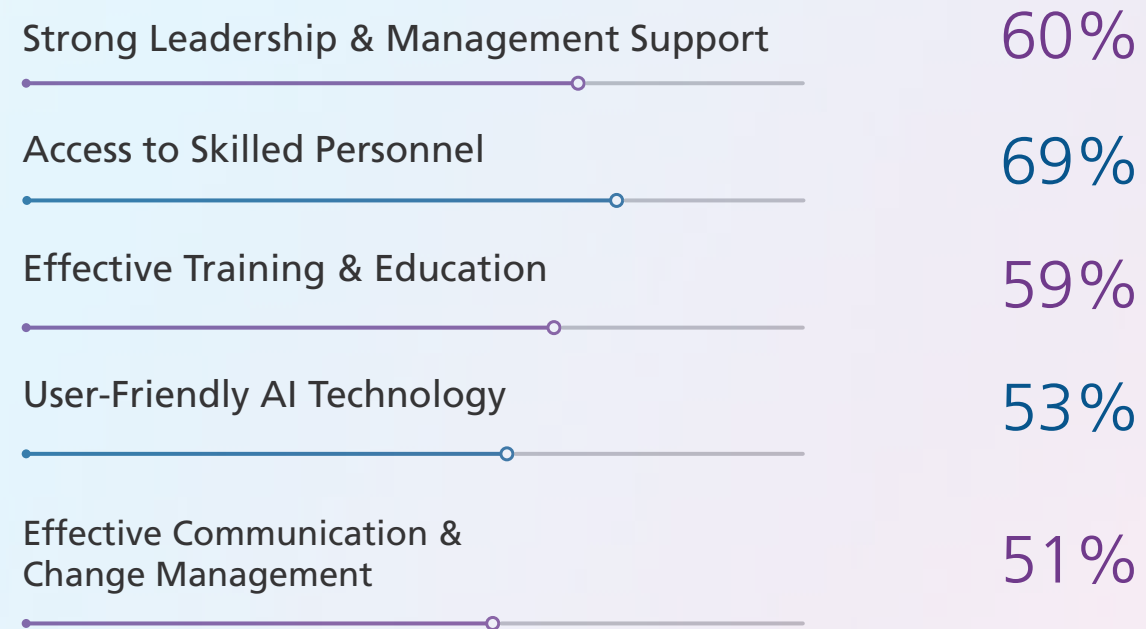 Strong Leadership & Management Support 60%
Access to Skilled Personnel 69%
Effective Training & Education 59%
User-Friendly AI Technology 53%
Effective Communication &
Change Management 51%